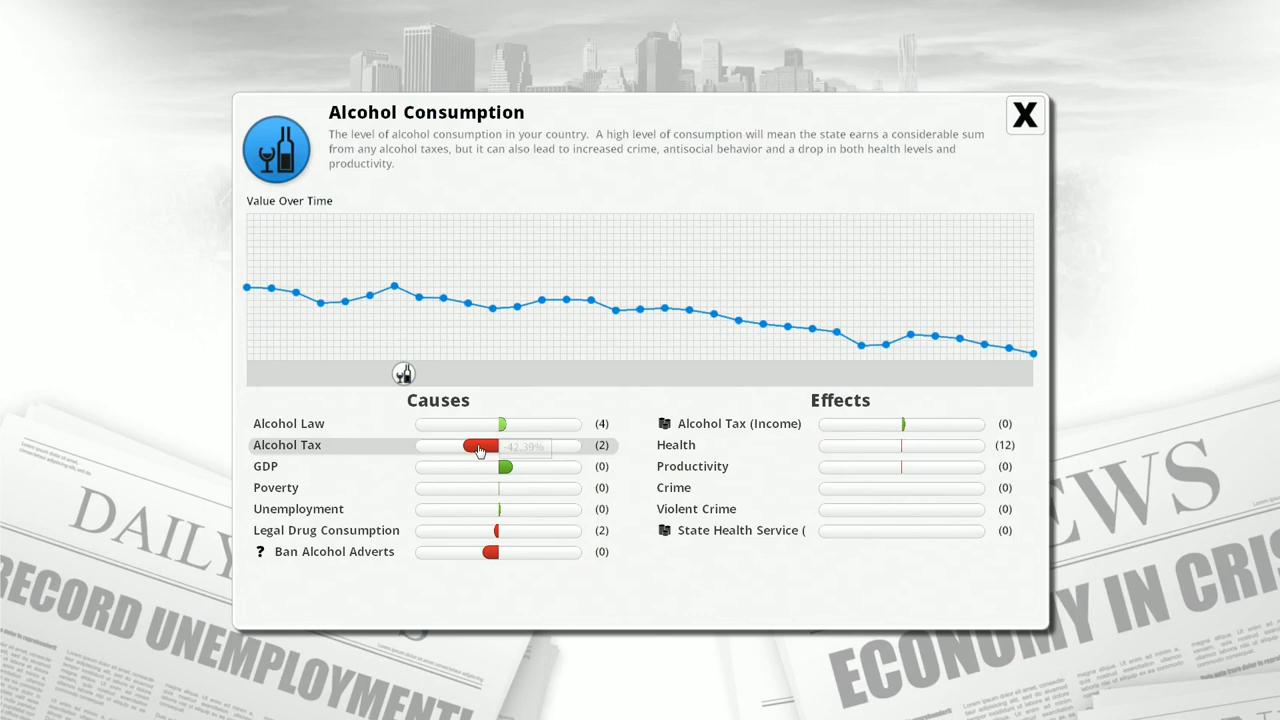 Alcohol Consumption
X
The level of alcohol consumption in your country. A high level of consumption will mean the state earns a considerable sum
from any alcohol taxes, but it can also lead to increased crime, antisocial behavior and a drop in both health levels and
productivity.
Value Over Time
Causes
Alcohol Law (4)
Alcohol Tax -42.39% (2)
GDP (0)
Poverty (0)
Unemployment (0)
Legal Drug Consumption (2)
? Ban Alcohol Adverts (0)
Effects
Alcohol Tax (Income) (0)
Health (12)
Productivity (0)
Crime (0)
Violent Crime (0)
State Health Service ( (0)
DAILY
RECORD UNEMPLOYMENT!
EWS
ECONOMY IN CRIS